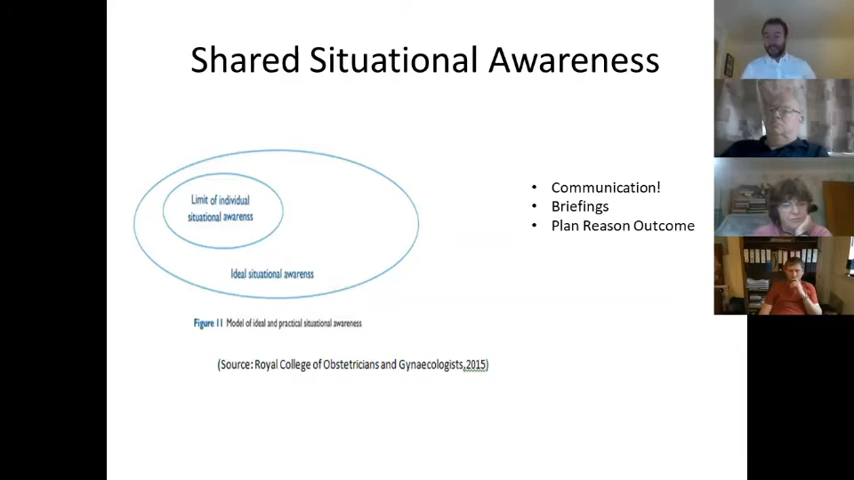 Shared Situational Awareness
Limit of individual
situational awarenss
Ideal situational awarenss
Figure 11 Model of ideal and practical situational awareness
(Source: Royal College of Obstetricians and Gynaecologists,2015)
• Communication!
• Briefings
• Plan Reason Outcome